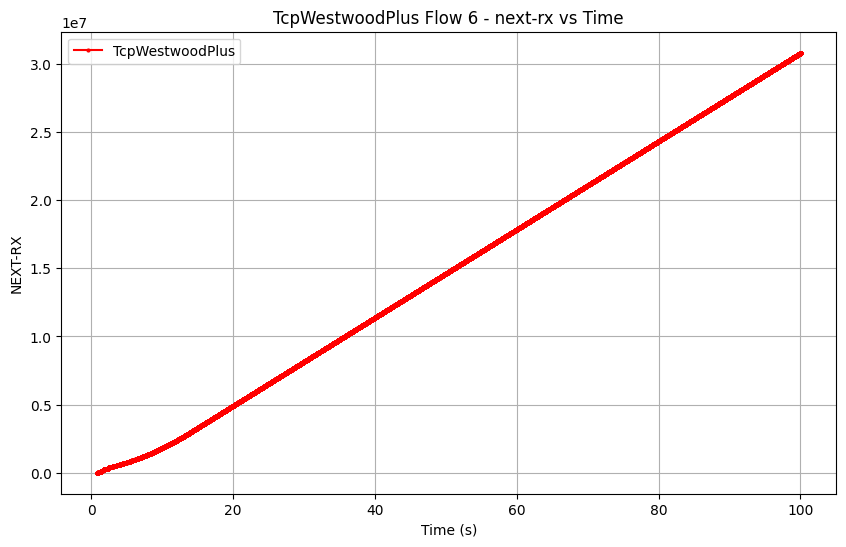 TcpWestwoodPlus Flow 6 - next-rx vs Time
1e7
TcpWestwoodPlus
3.0
2.5
2.0
1.5
1.0
0.5
0.0
NEXT-RX
0 20 40 60 80 100
Time (s)